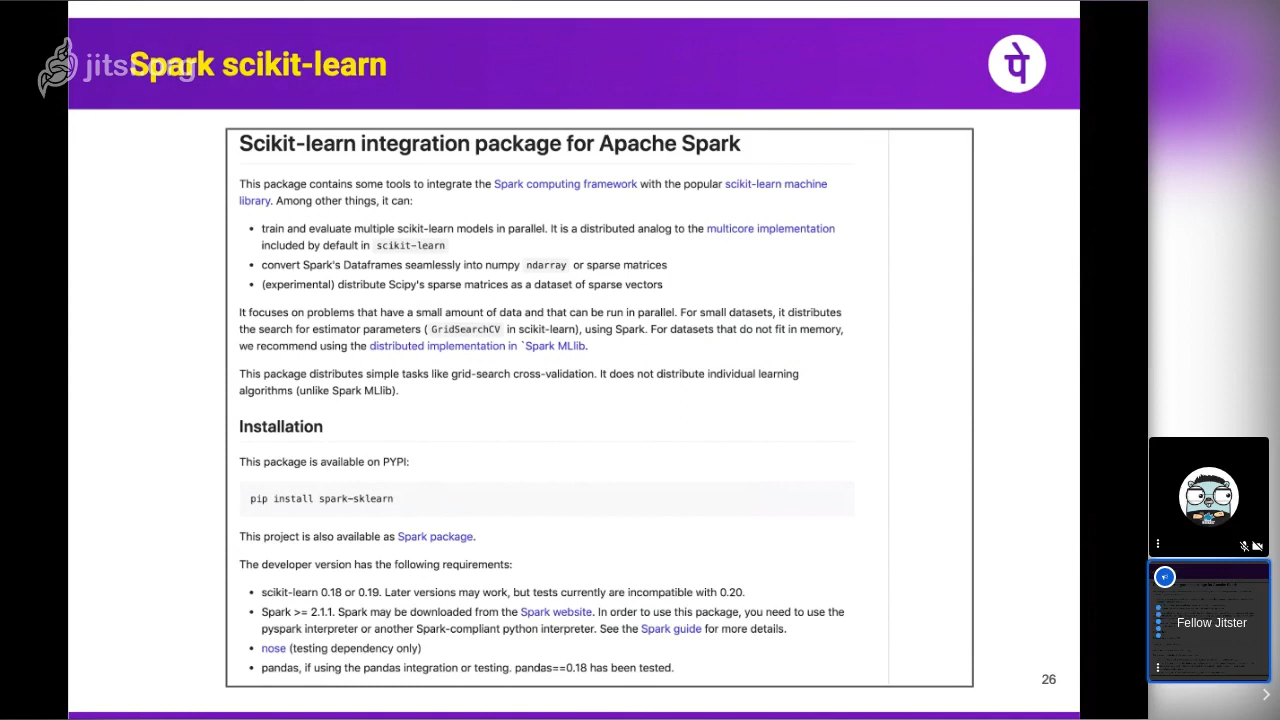 jitsi.org
Spark scikit-learn
पे
Scikit-learn integration package for Apache Spark
This package contains some tools to integrate the Spark computing framework with the popular scikit-learn machine
library. Among other things, it can:
• train and evaluate multiple scikit-learn models in parallel. It is a distributed analog to the multicore implementation
included by default in scikit-learn
• convert Spark's Dataframes seamlessly into numpy ndarray or sparse matrices
• (experimental) distribute Scipy's sparse matrices as a dataset of sparse vectors
It focuses on problems that have a small amount of data and that can be run in parallel. For small datasets, it distributes
the search for estimator parameters ( GridSearchCV in scikit-learn), using Spark. For datasets that do not fit in memory,
we recommend using the distributed implementation in `Spark MLlib.
This package distributes simple tasks like grid-search cross-validation. It does not distribute individual learning
algorithms (unlike Spark MLlib).
Installation
This package is available on PYPI:
pip install spark-sklearn
This project is also available as Spark package.
The developer version has the following requirements:
• scikit-learn 0.18 or 0.19. Later versions may work, but tests currently are incompatible with 0.20.
• Spark >= 2.1.1. Spark may be downloaded from the Spark website. In order to use this package, you need to use the
pyspark interpreter or another Spark-compliant python interpreter. See the Spark guide for more details.
• nose (testing dependency only)
• pandas, if using the pandas integration or testing. pandas==0.18 has been tested.
26
Fellow Jitster